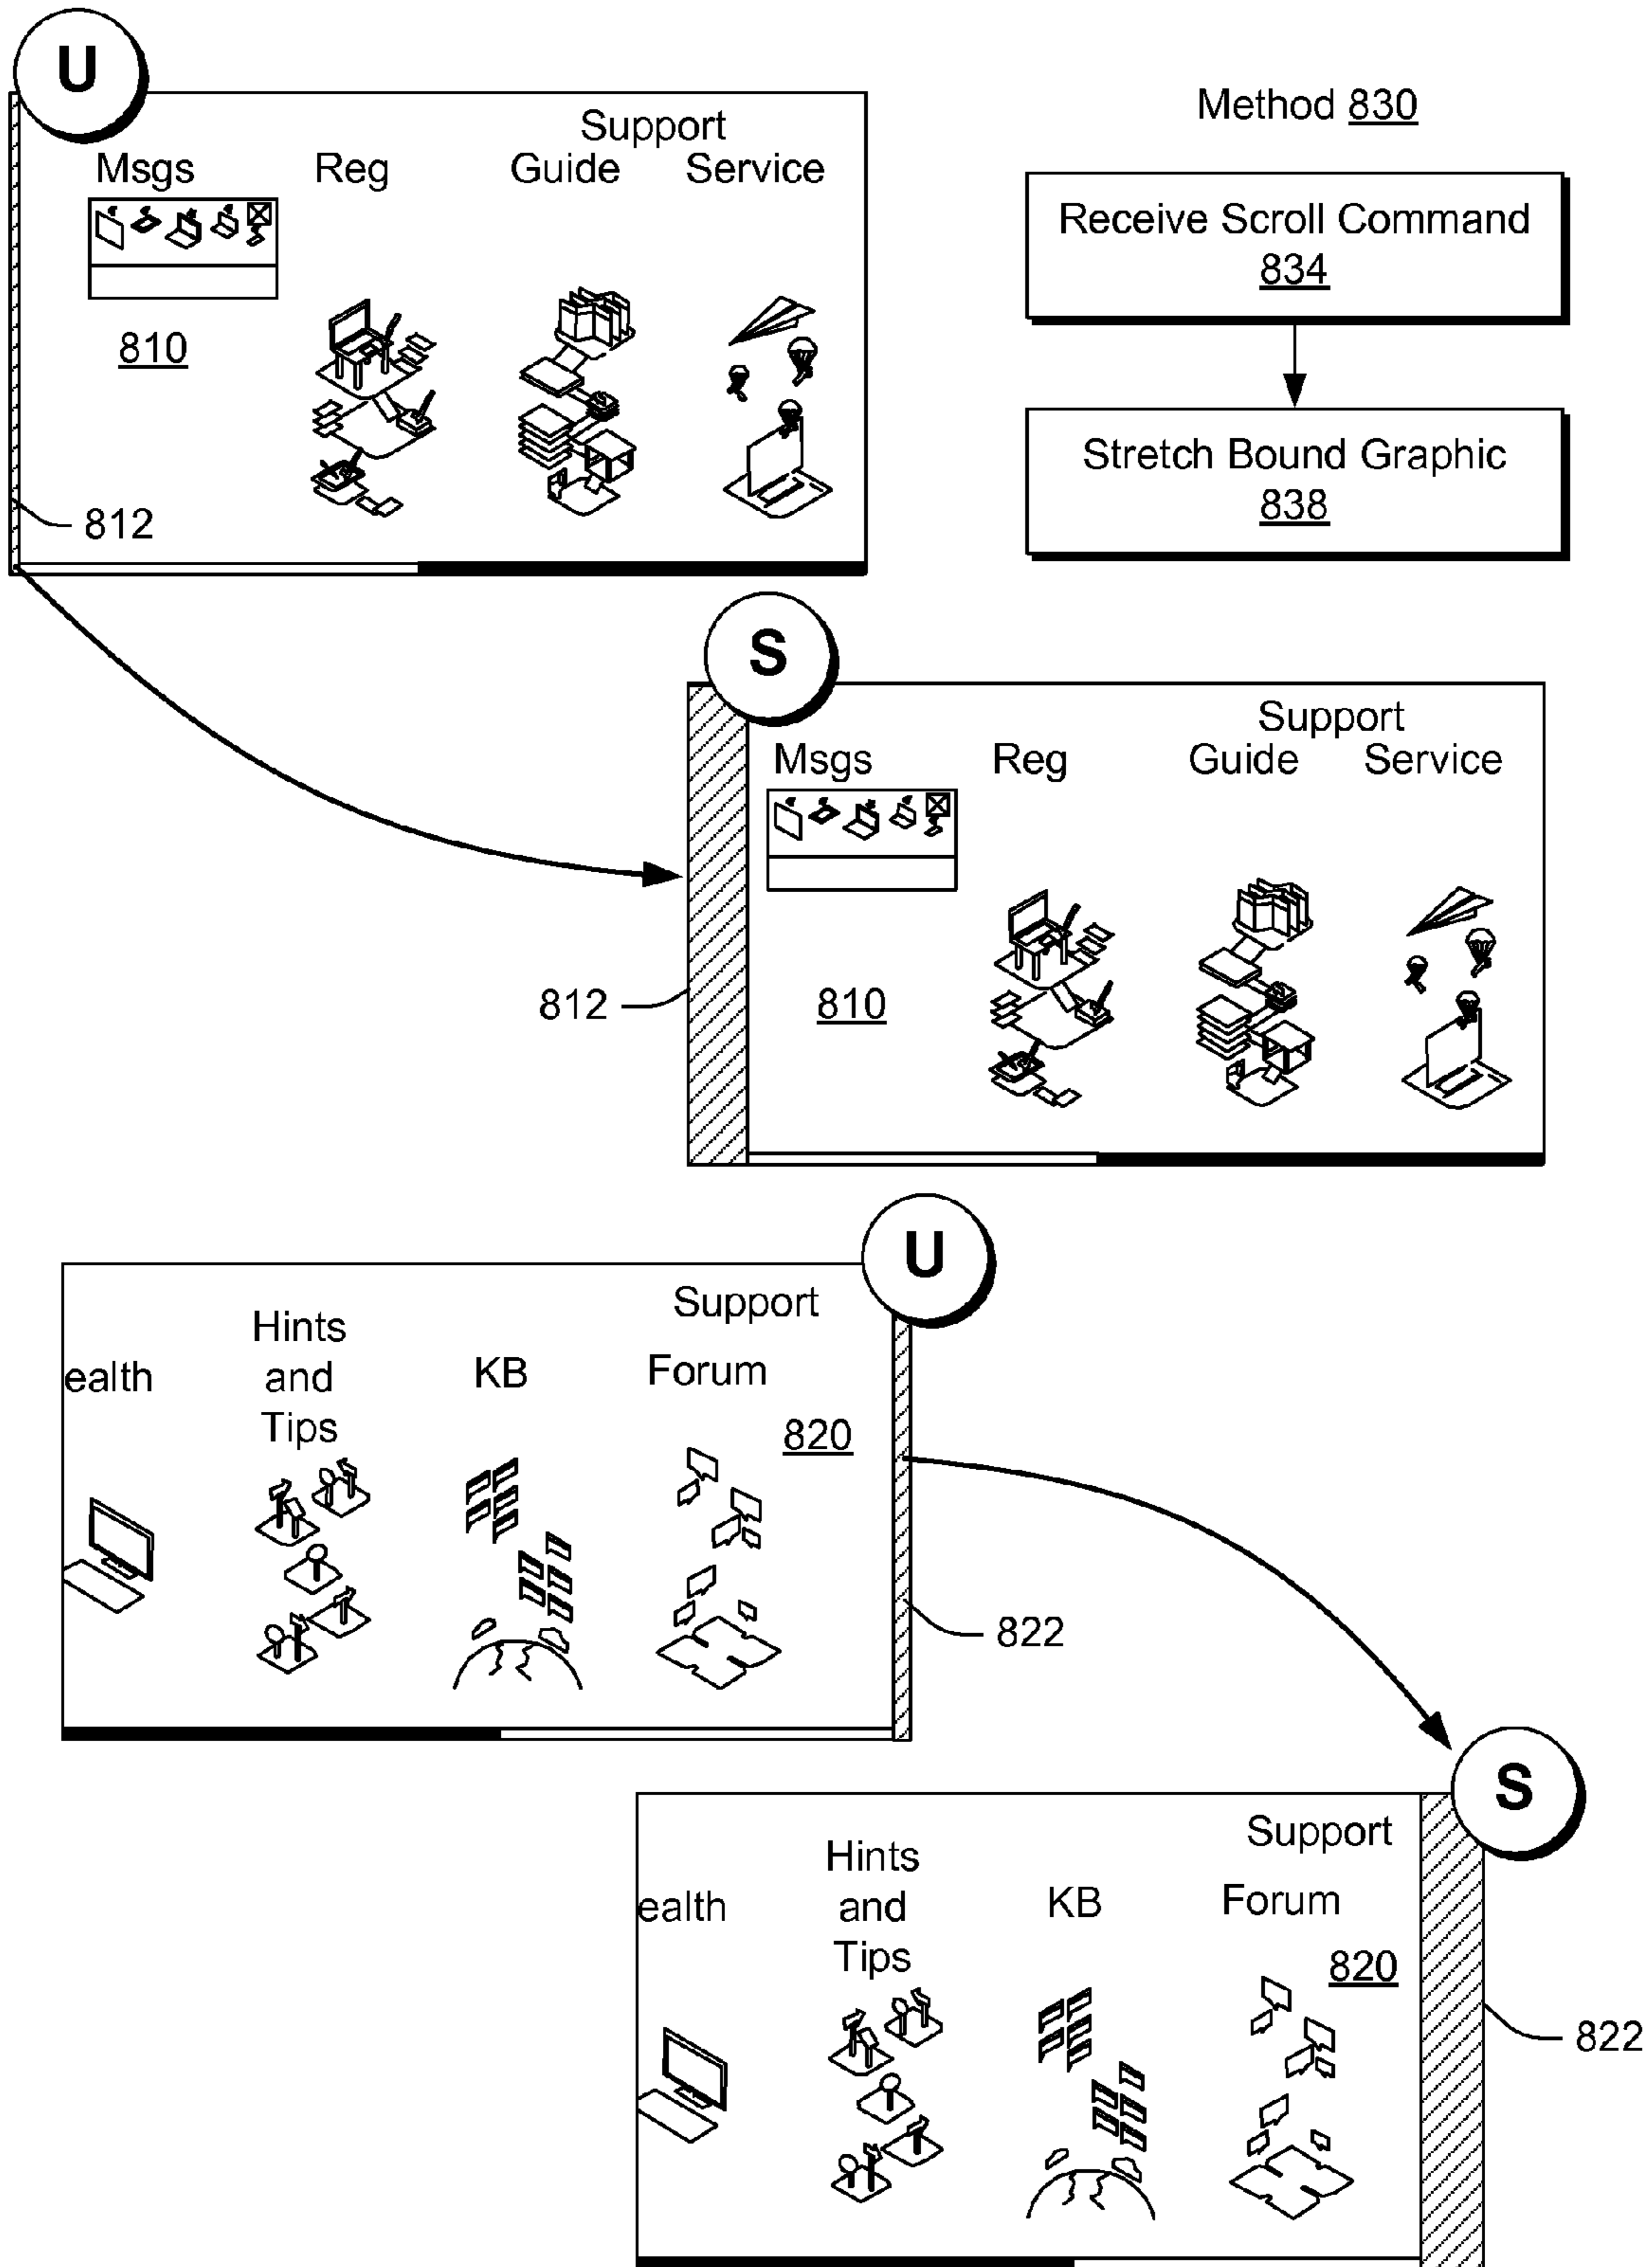 U
Support
Msgs Reg Guide Service
810
812
Method 830
Receive Scroll Command
834
Stretch Bound Graphic
838
S
Support
Msgs Reg Guide Service
812
810
U
Support
Hints
ealth and KB Forum
Tips
820
822
S
Support
Hints
ealth and KB Forum
Tips
820
822